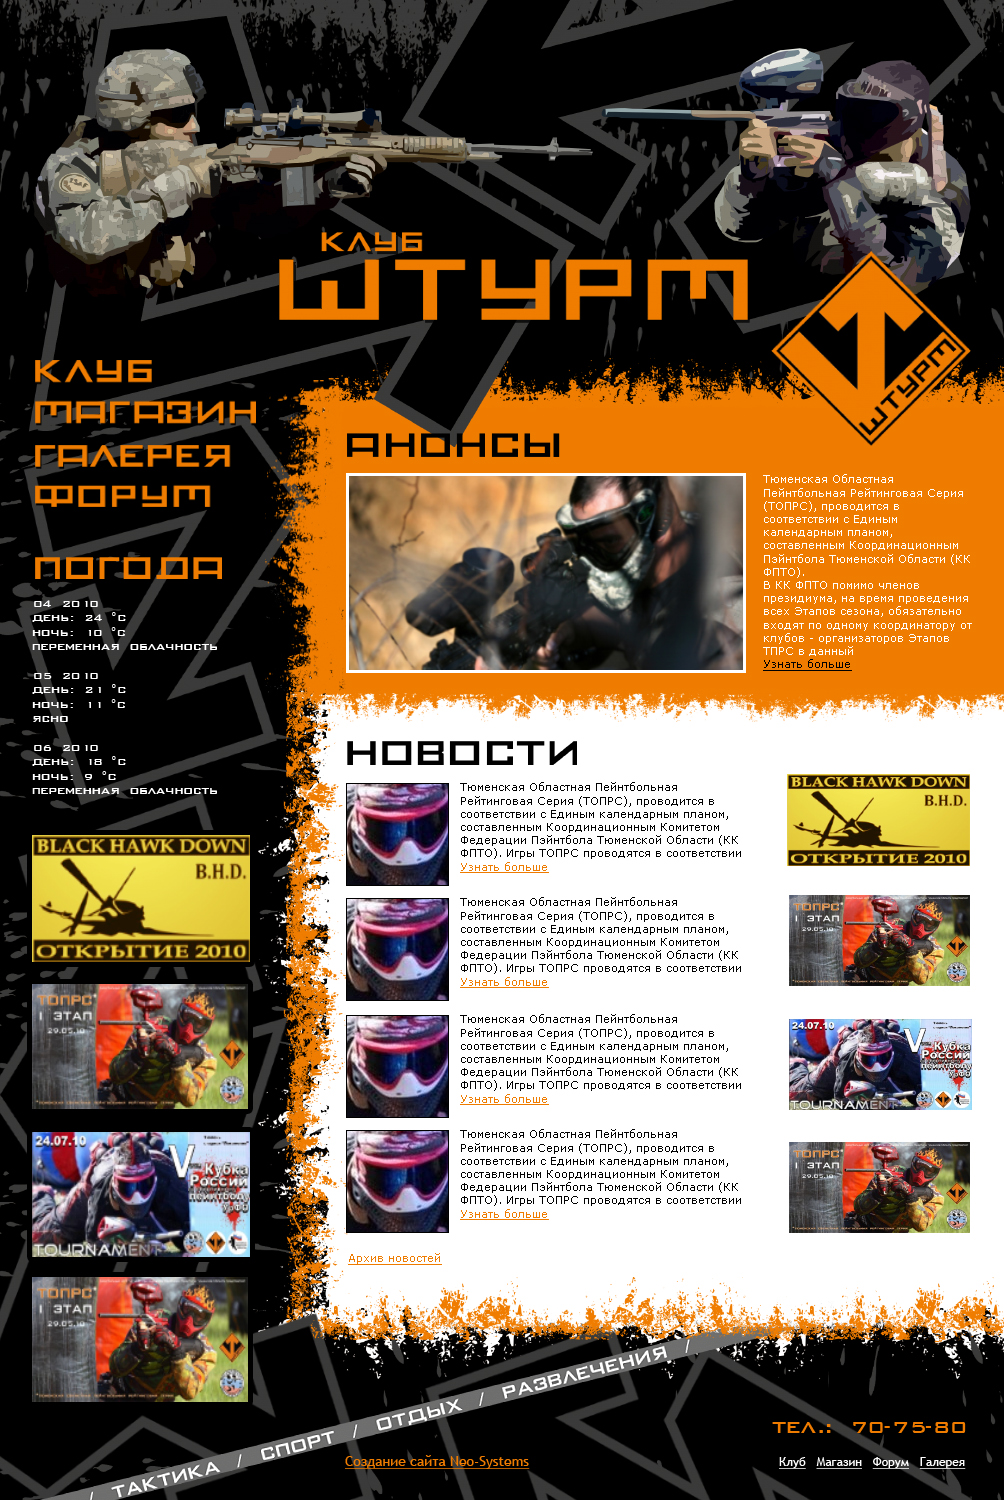 КЛУБ
ШТУРМ
ШТУРМ
КЛУБ
МАГАЗИН
ГАЛЕРЕЯ
ФОРУМ
ПОГОДА
04 2010
ДЕНЬ: 24 °С
НОЧЬ: 10 °С
ПЕРЕМЕННАЯ ОБЛАЧНОСТЬ
05 2010
ДЕНЬ: 21 °С
НОЧЬ: 11 °С
ЯСНО
06 2010
ДЕНЬ: 18 °С
НОЧЬ: 9 °С
ПЕРЕМЕННАЯ ОБЛАЧНОСТЬ
BLACK HAWK DOWN
B.H.D.
ОТКРЫТИЕ 2010
ТОПРС
I ЭТАП
29.05.10
24.07.10
V Кубка
России
пейнтболу
TOURNAMENT
ТОПРС
I ЭТАП
29.05.10
АНОНСЫ
Тюменская Областная
Пейнтбольная Рейтинговая Серия
(ТОПРС), проводится в
соответствии с Единым
календарным планом,
составленным Координационным
Пэйнтбола Тюменской Области (КК
ФПТО).
В КК ФПТО помимо членов
президиума, на время проведения
всех Этапов сезона, обязательно
входят по одному координатору от
клубов - организаторов Этапов
ТПРС в данный
Узнать больше
НОВОСТИ
Тюменская Областная Пейнтбольная
Рейтинговая Серия (ТОПРС), проводится в
соответствии с Единым календарным планом,
составленным Координационным Комитетом
Федерации Пэйнтбола Тюменской Области (КК
ФПТО). Игры ТОПРС проводятся в соответствии
Узнать больше
Тюменская Областная Пейнтбольная
Рейтинговая Серия (ТОПРС), проводится в
соответствии с Единым календарным планом,
составленным Координационным Комитетом
Федерации Пэйнтбола Тюменской Области (КК
ФПТО). Игры ТОПРС проводятся в соответствии
Узнать больше
Тюменская Областная Пейнтбольная
Рейтинговая Серия (ТОПРС), проводится в
соответствии с Единым календарным планом,
составленным Координационным Комитетом
Федерации Пэйнтбола Тюменской Области (КК
ФПТО). Игры ТОПРС проводятся в соответствии
Узнать больше
Тюменская Областная Пейнтбольная
Рейтинговая Серия (ТОПРС), проводится в
соответствии с Единым календарным планом,
составленным Координационным Комитетом
Федерации Пэйнтбола Тюменской Области (КК
ФПТО). Игры ТОПРС проводятся в соответствии
Узнать больше
Архив новостей
BLACK HAWK DOWN
B.H.D.
ОТКРЫТИЕ 2010
ТОПРС
I ЭТАП
29.05.10
24.07.10
V Кубка
России
пейнтболу
TOURNAMENT
ТОПРС
I ЭТАП
29.05.10
/ ТАКТИКА / СПОРТ / ОТДЫХ / РАЗВЛЕЧЕНИЯ /
ТЕЛ.: 70-75-80
Создание сайта Neo-Systems
Клуб Магазин Форум Галерея